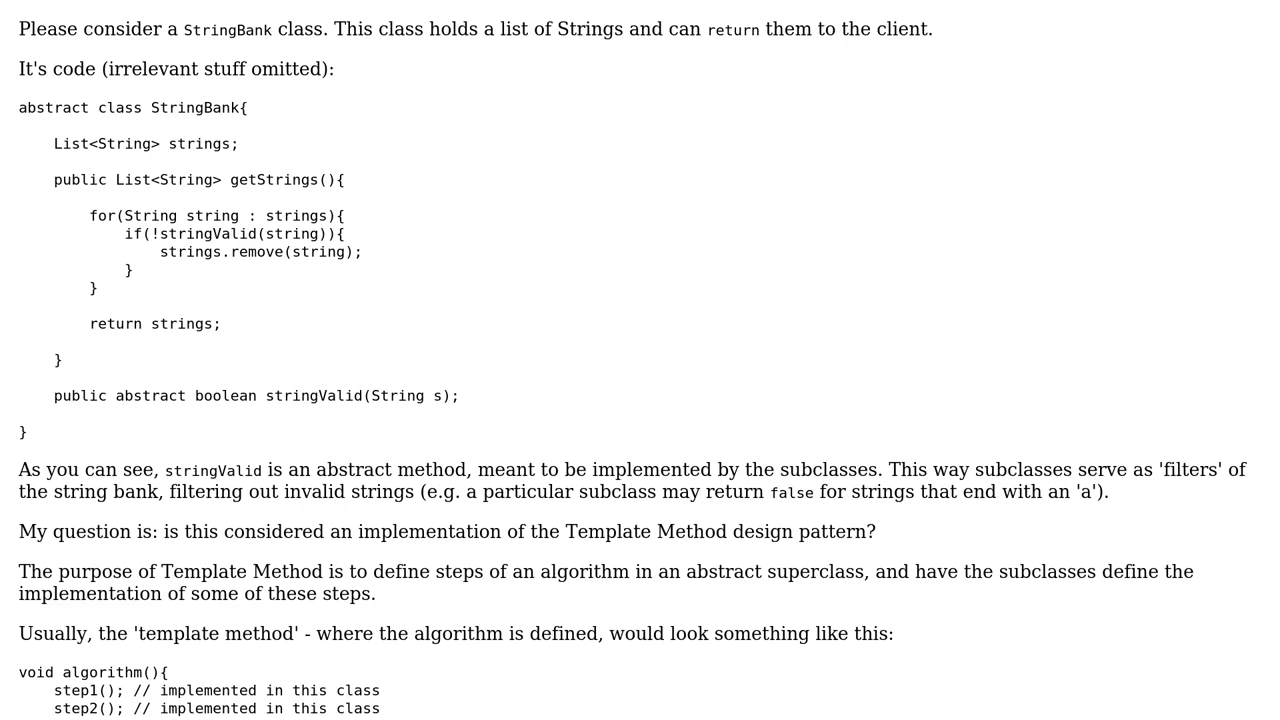 Please consider a StringBank class. This class holds a list of Strings and can return them to the client.
It's code (irrelevant stuff omitted):
abstract class StringBank{
    List<String> strings;
    public List<String> getStrings(){
        for(String string : strings){
            if(!stringValid(string)){
                strings.remove(string);
            }
        }
        return strings;
    }
    public abstract boolean stringValid(String s);
}
As you can see, stringValid is an abstract method, meant to be implemented by the subclasses. This way subclasses serve as 'filters' of
the string bank, filtering out invalid strings (e.g. a particular subclass may return false for strings that end with an 'a').
My question is: is this considered an implementation of the Template Method design pattern?
The purpose of Template Method is to define steps of an algorithm in an abstract superclass, and have the subclasses define the
implementation of some of these steps.
Usually, the 'template method' - where the algorithm is defined, would look something like this:
void algorithm(){
    step1(); // implemented in this class
    step2(); // implemented in this class